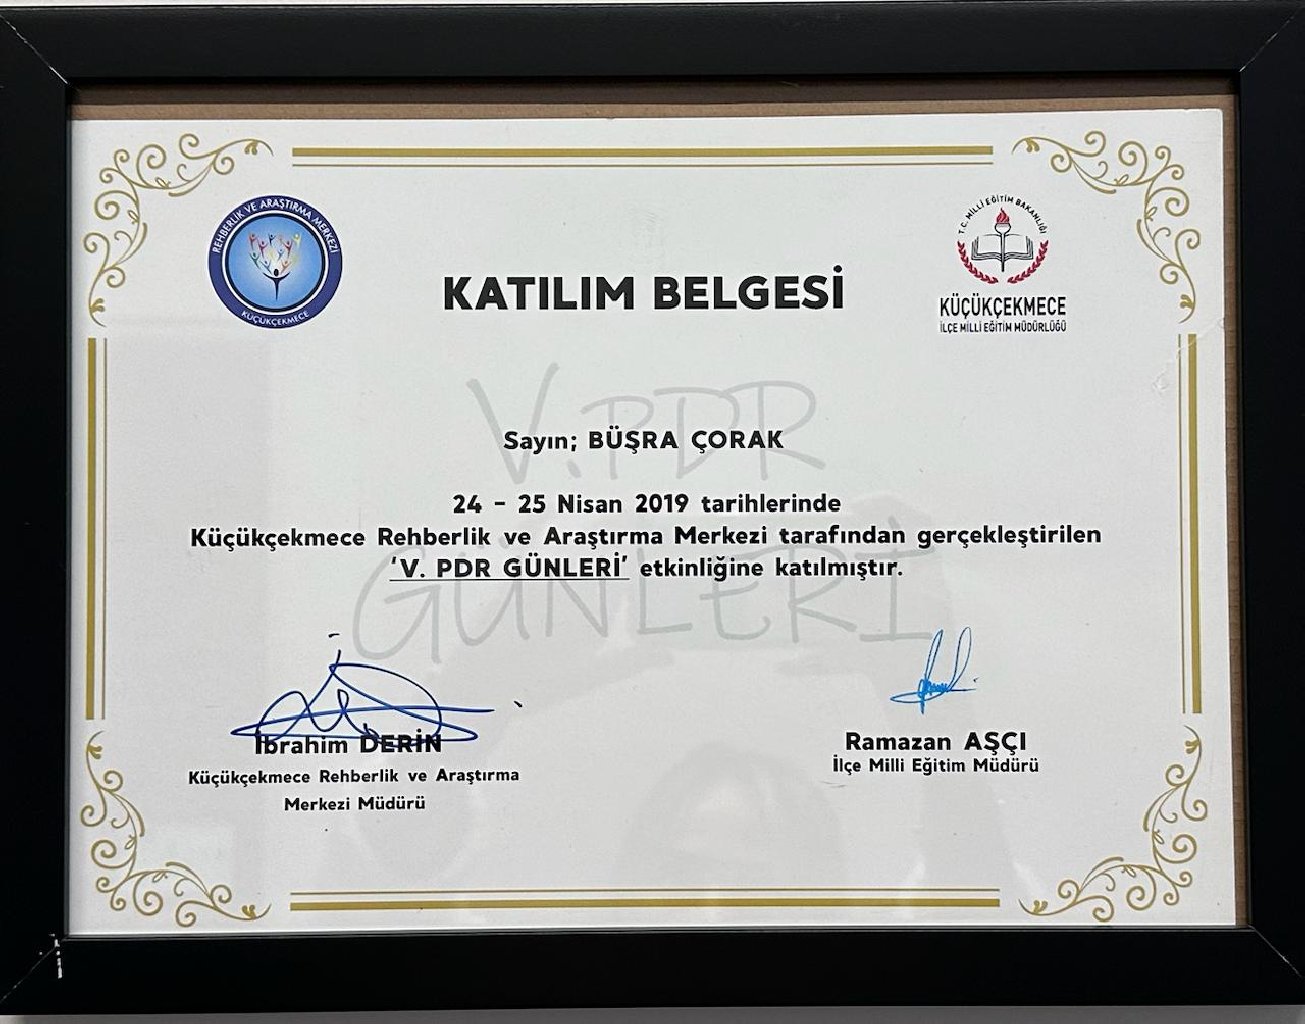 REHBERLİK VE ARAŞTIRMA MERKEZİ
KÜÇÜKÇEKMECE
T.C. MİLLİ EĞİTİM BAKANLIĞI
KÜÇÜKÇEKMECE
İLÇE MİLLİ EĞİTİM MÜDÜRLÜĞÜ
KATILIM BELGESİ
V.PDR
GÜNLERİ
Sayın; BÜŞRA ÇORAK
24 - 25 Nisan 2019 tarihlerinde
Küçükçekmece Rehberlik ve Araştırma Merkezi tarafından gerçekleştirilen
'V. PDR GÜNLERİ' etkinliğine katılmıştır.
İbrahim DERİN
Küçükçekmece Rehberlik ve Araştırma
Merkezi Müdürü
Ramazan AŞÇI
İlçe Milli Eğitim Müdürü